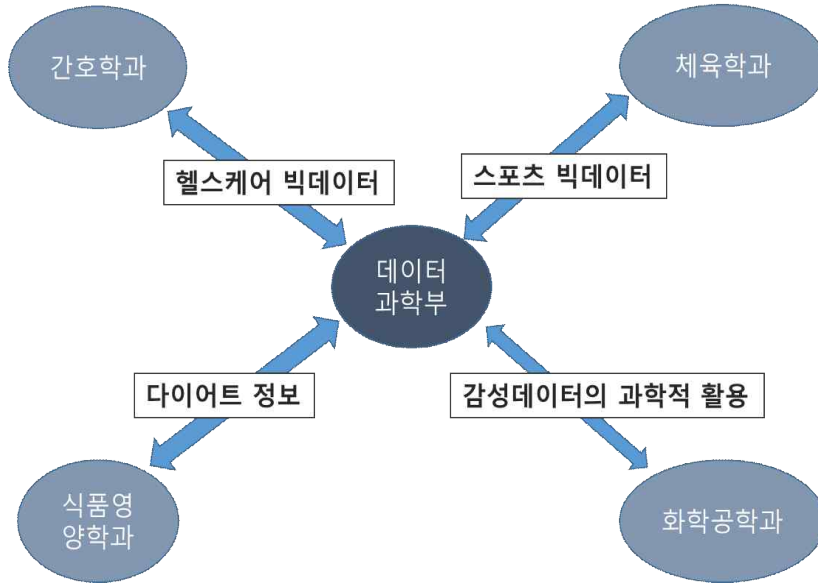 간호학과
체육학과
헬스케어 빅데이터
스포츠 빅데이터
데이터
과학부
다이어트 정보
감성데이터의 과학적 활용
식품영
양학과
화학공학과